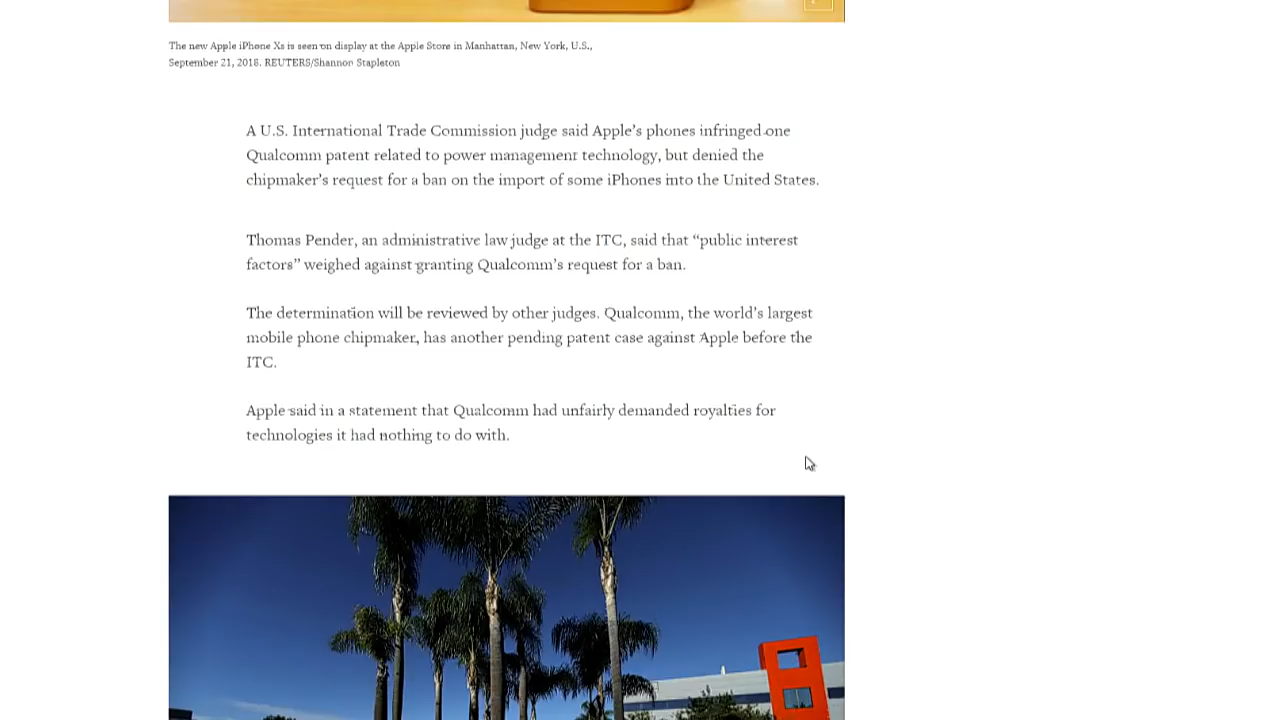 The new Apple iPhone Xs is seen on display at the Apple Store in Manhattan, New York, U.S.,
September 21, 2018. REUTERS/Shannon Stapleton
A U.S. International Trade Commission judge said Apple’s phones infringed one
Qualcomm patent related to power management technology, but denied the
chipmaker’s request for a ban on the import of some iPhones into the United States.
Thomas Pender, an administrative law judge at the ITC, said that “public interest
factors” weighed against granting Qualcomm’s request for a ban.
The determination will be reviewed by other judges. Qualcomm, the world’s largest
mobile phone chipmaker, has another pending patent case against Apple before the
ITC.
Apple said in a statement that Qualcomm had unfairly demanded royalties for
technologies it had nothing to do with.